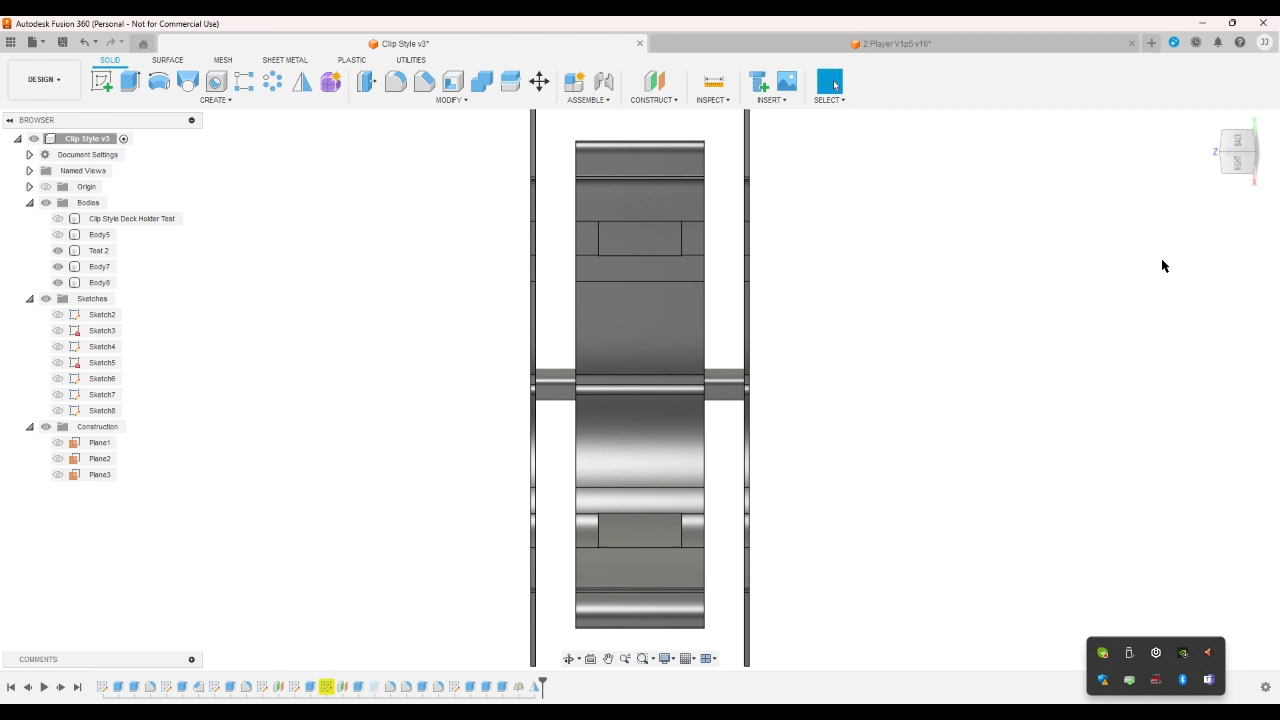 Autodesk Fusion 360 (Personal - Not for Commercial Use)
Clip Style v3*
2 Player V1p5 v16*
JJ
DESIGN
SOLID SURFACE MESH SHEET METAL PLASTIC UTILITIES
CREATE MODIFY ASSEMBLE CONSTRUCT INSPECT INSERT SELECT
BROWSER
Clip Style v3
Document Settings
Named Views
Origin
Bodies
Clip Style Deck Holder Test
Body5
Test 2
Body7
Body8
Sketches
Sketch2
Sketch3
Sketch4
Sketch5
Sketch6
Sketch7
Sketch8
Construction
Plane1
Plane2
Plane3
Z
BACK
RIGHT
X
COMMENTS